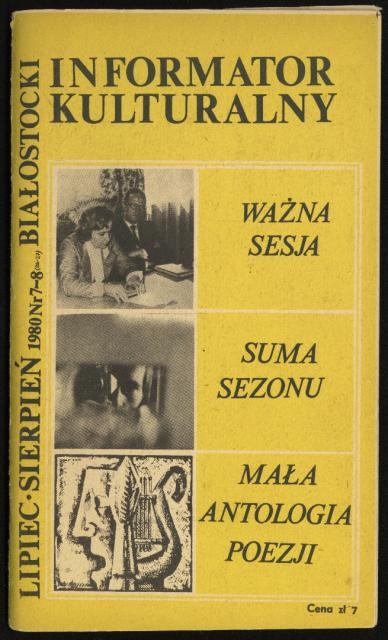 INFORMATOR
KULTURALNY
BIAŁOSTOCKI
LIPIEC • SIERPIEŃ 1980 Nr 7–8
WAŻNA
SESJA
SUMA
SEZONU
MAŁA
ANTOLOGIA
POEZJI
Cena zł 7